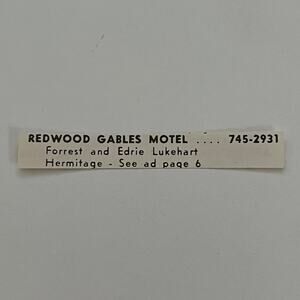 REDWOOD GABLES MOTEL .... 745-2931
Forrest and Edrie Lukehart
Hermitage - See ad page 6